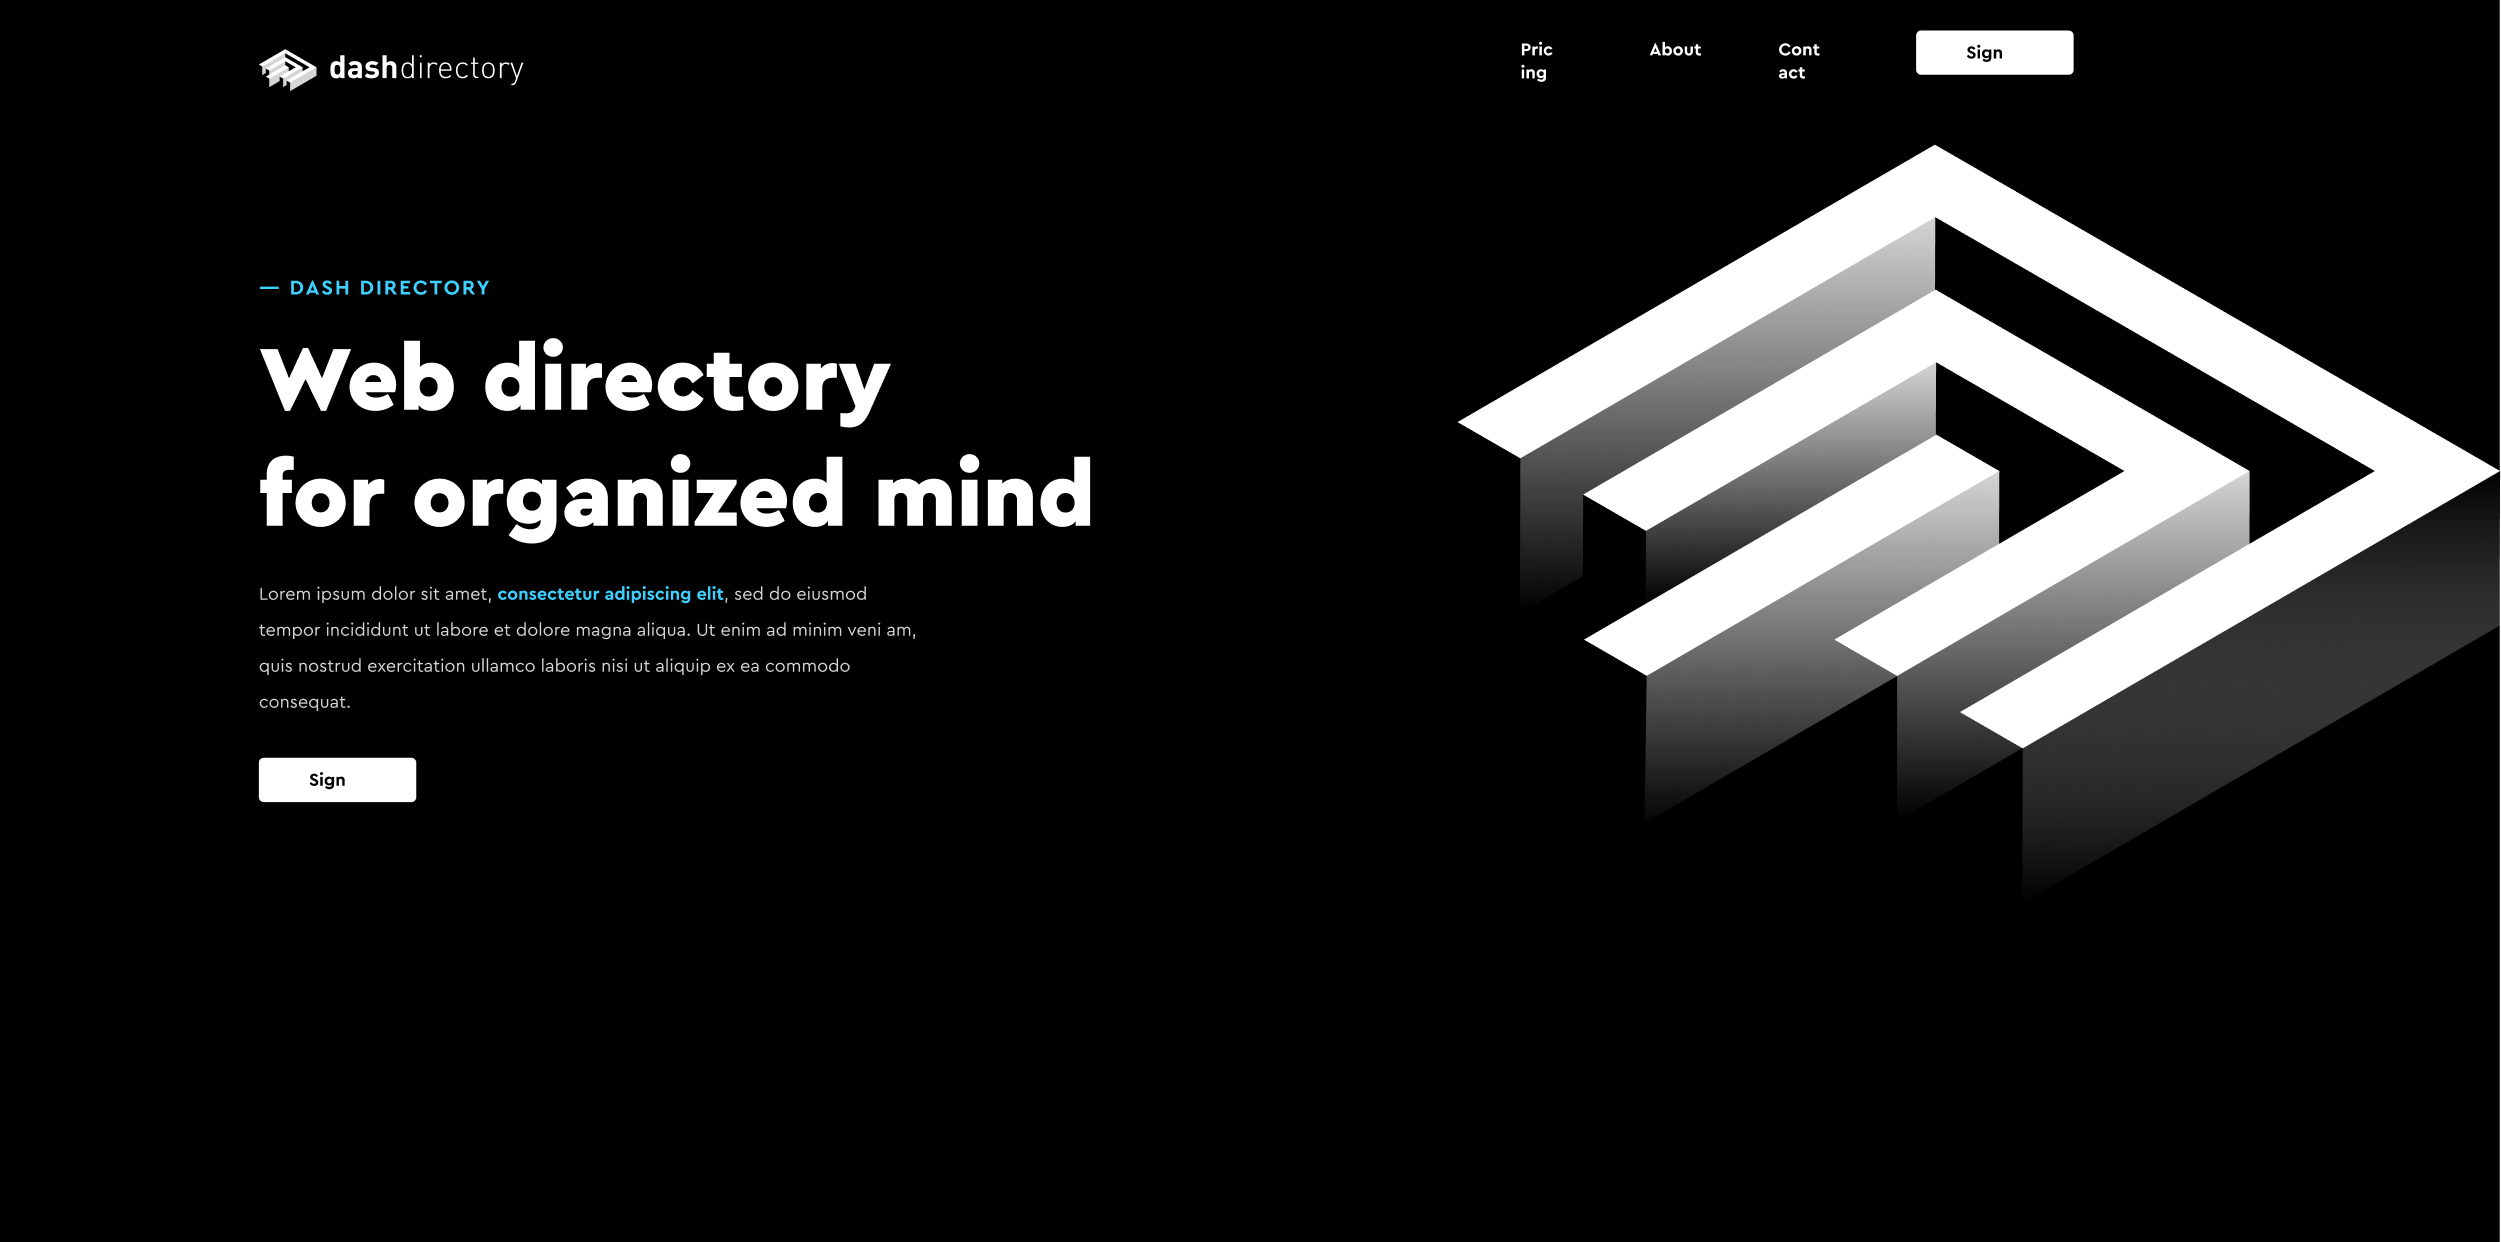 dashdirectory
Pric
ing
About
Cont
act
Sign
— DASH DIRECTORY
Web directory
for organized mind
Lorem ipsum dolor sit amet, consectetur adipiscing elit, sed do eiusmod
tempor incididunt ut labore et dolore magna aliqua. Ut enim ad minim veni am,
quis nostrud exercitation ullamco laboris nisi ut aliquip ex ea commodo
consequat.
Sign